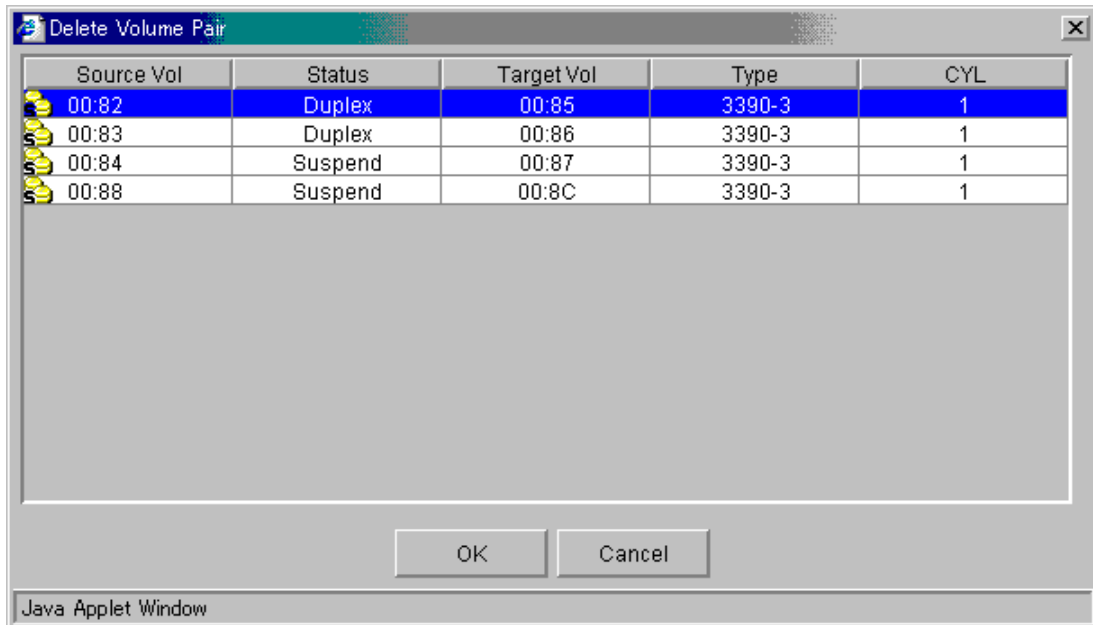 Delete Volume Pair
Source Vol Status Target Vol Type CYL
S 00:82 Duplex 00:85 3390-3 1
S 00:83 Duplex 00:86 3390-3 1
S 00:84 Suspend 00:87 3390-3 1
S 00:88 Suspend 00:8C 3390-3 1
OK Cancel
Java Applet Window